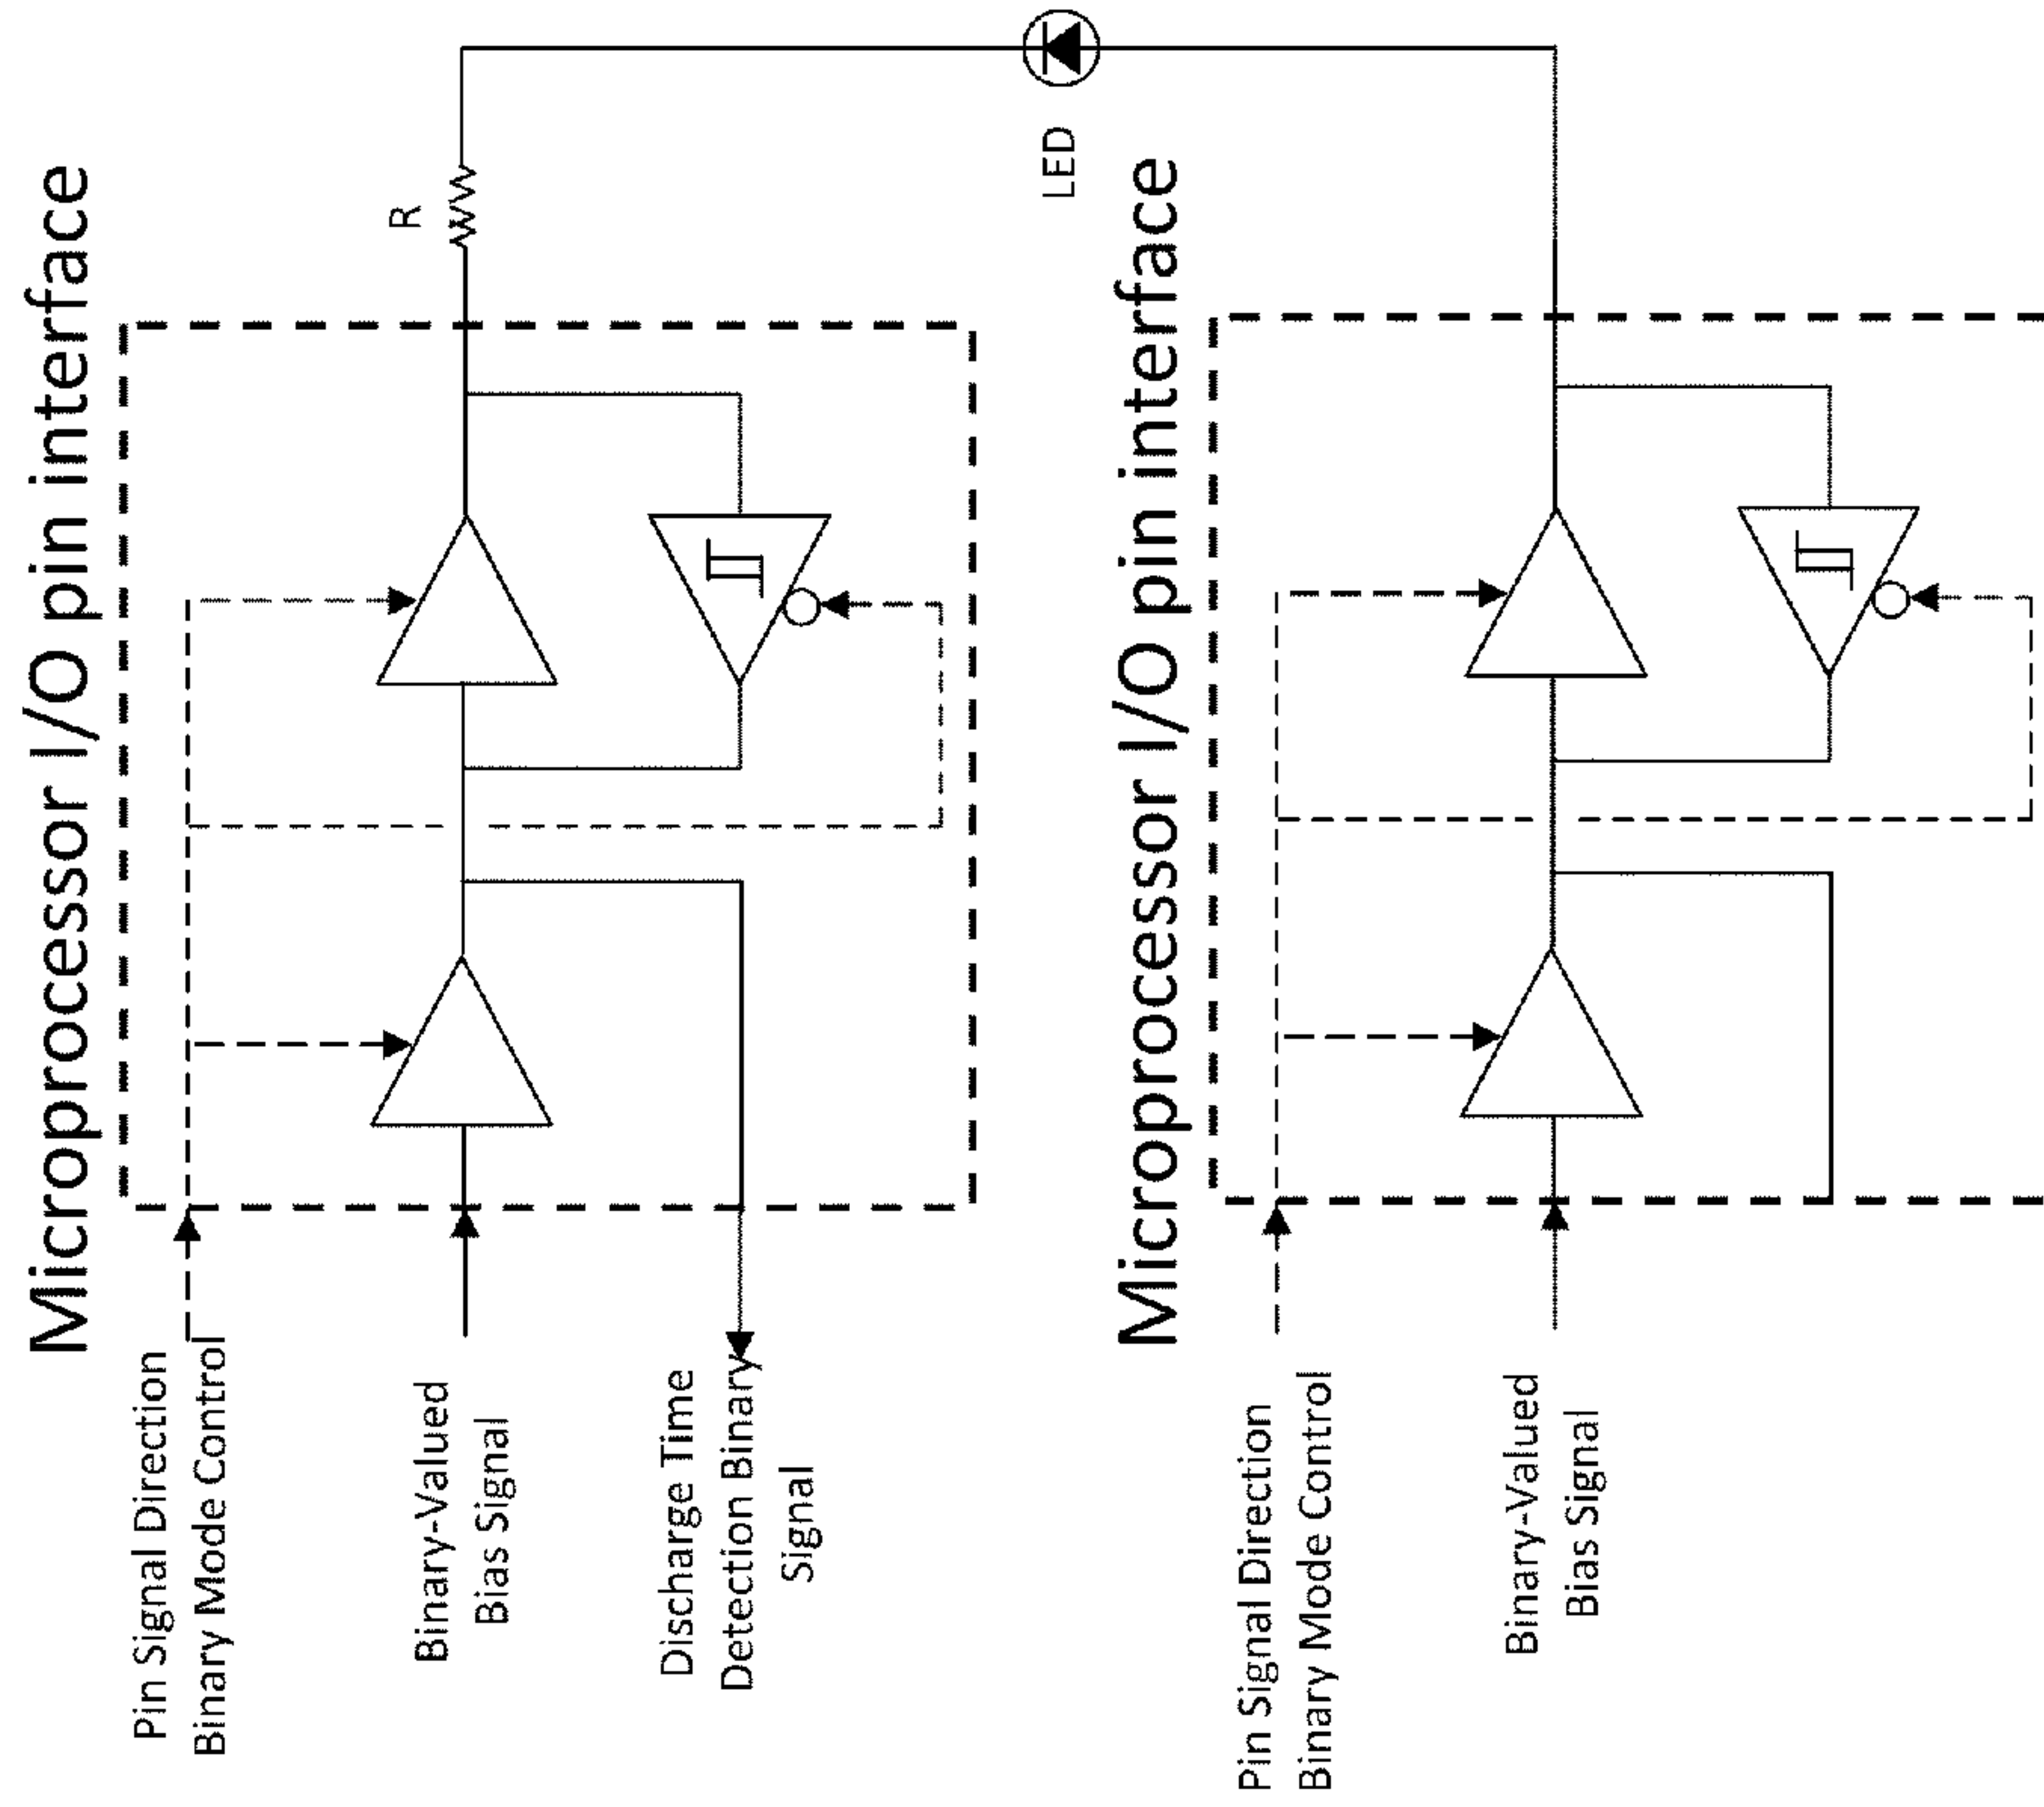 Microprocessor I/O pin interface
Pin Signal Direction
Binary Mode Control
Binary-Valued
Bias Signal
Discharge Time
Detection Binary
Signal
R
LED
Microprocessor I/O pin interface
Pin Signal Direction
Binary Mode Control
Binary-Valued
Bias Signal